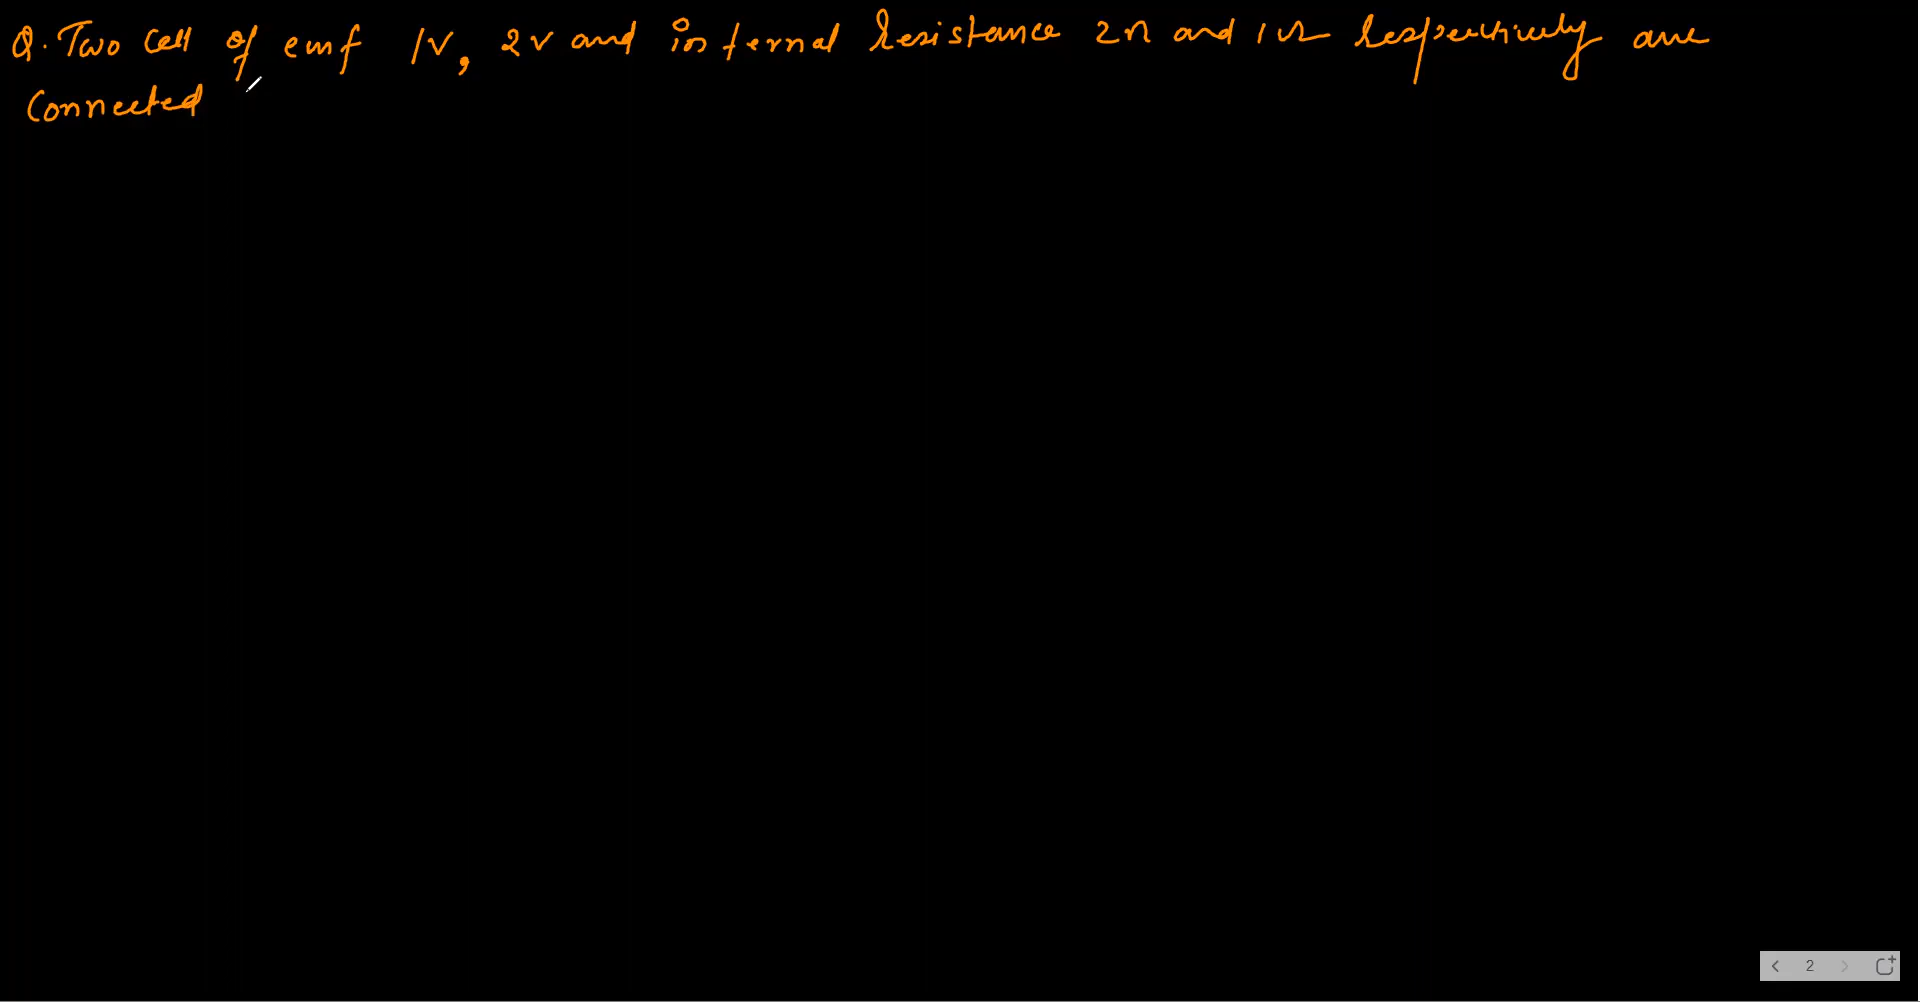 Q. Two cell of emf 1V, 2V and internal resistance 2Ω and 1Ω respectively are
connected
2